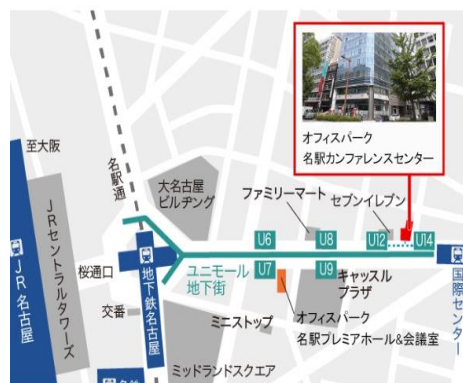 オフィスパーク
名駅カンファレンスセンター
至大阪
名駅通
大名古屋
ビルヂング
ファミリーマート
セブンイレブン
JRセントラルタワーズ
U6
U8
U12
U14
JR名古屋
桜通口
地下鉄名古屋
ユニモール
地下街
U7
U9
キャッスル
プラザ
国際センター
交番
オフィスパーク
名駅プレミアホール&会議室
ミニストップ
ミッドランドスクエア